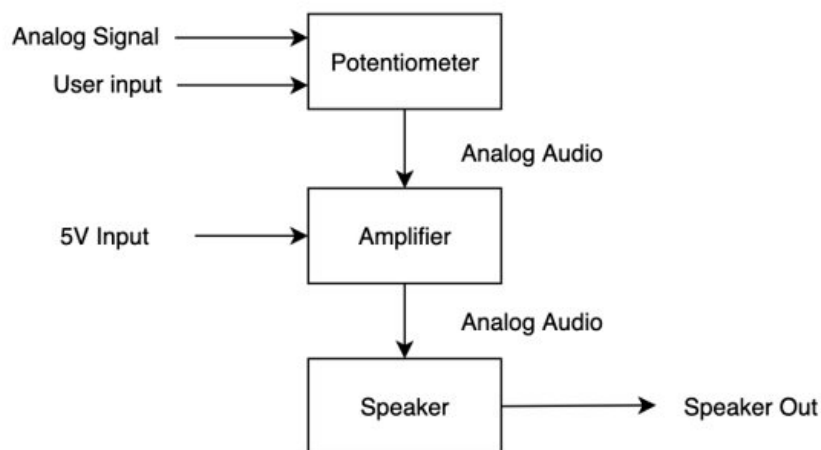 Analog Signal
User input
Potentiometer
Analog Audio
5V Input
Amplifier
Analog Audio
Speaker
Speaker Out